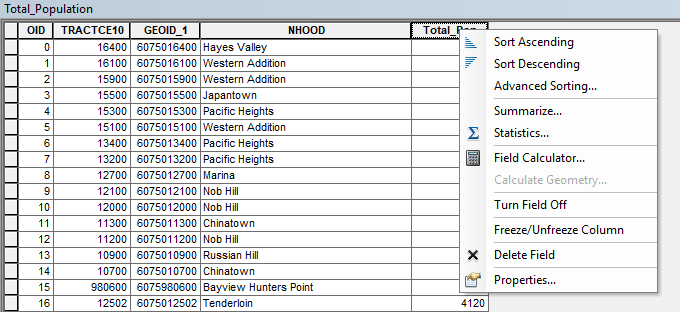 Total_Population
OID TRACTCE10 GEOID_1 NHOOD Total_Pop
0 16400 6075016400 Hayes Valley
1 16100 6075016100 Western Addition
2 15900 6075015900 Western Addition
3 15500 6075015500 Japantown
4 15300 6075015300 Pacific Heights
5 15100 6075015100 Western Addition
6 13400 6075013400 Pacific Heights
7 13200 6075013200 Pacific Heights
8 12700 6075012700 Marina
9 12100 6075012100 Nob Hill
10 12000 6075012000 Nob Hill
11 11300 6075011300 Chinatown
12 11200 6075011200 Nob Hill
13 10900 6075010900 Russian Hill
14 10700 6075010700 Chinatown
15 980600 6075980600 Bayview Hunters Point
16 12502 6075012502 Tenderloin 4120
Sort Ascending
Sort Descending
Advanced Sorting...
Summarize...
Σ Statistics...
Field Calculator...
Calculate Geometry...
Turn Field Off
Freeze/Unfreeze Column
Delete Field
Properties...